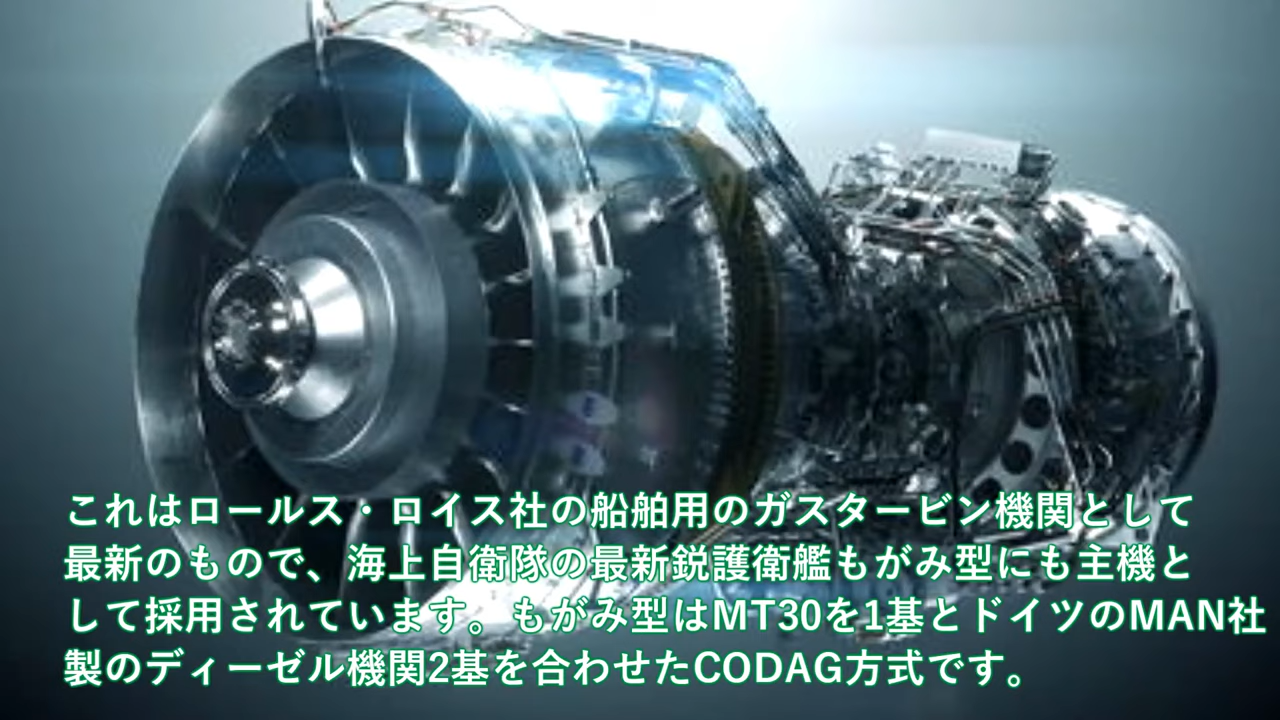 これはロールス・ロイス社の船舶用のガスタービン機関として
最新のもので、海上自衛隊の最新鋭護衛艦もがみ型にも主機と
して採用されています。もがみ型はMT30を1基とドイツのMAN社
製のディーゼル機関2基を合わせたCODAG方式です。